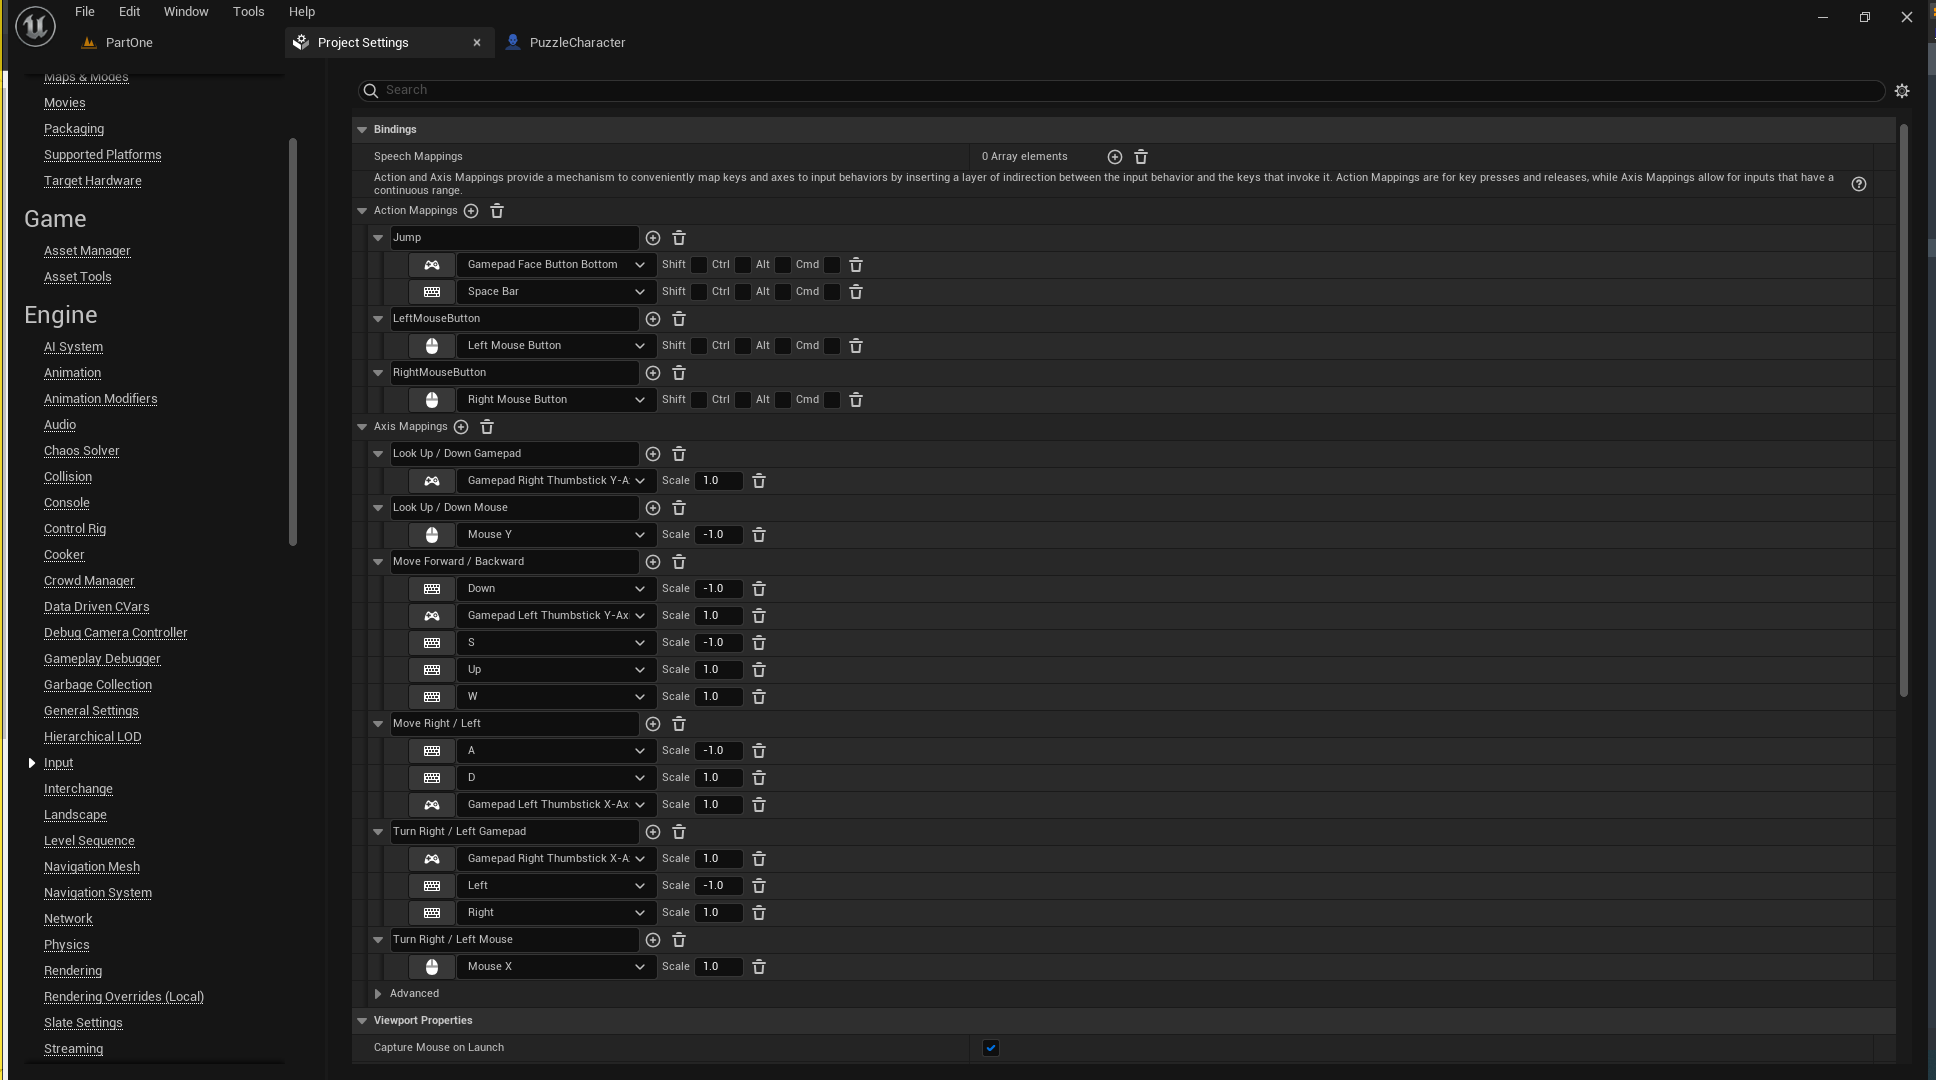 File Edit Window Tools Help
PartOne Project Settings PuzzleCharacter
Maps & Modes
Movies
Packaging
Supported Platforms
Target Hardware
Game
Asset Manager
Asset Tools
Engine
AI System
Animation
Animation Modifiers
Audio
Chaos Solver
Collision
Console
Control Rig
Cooker
Crowd Manager
Data Driven CVars
Debug Camera Controller
Gameplay Debugger
Garbage Collection
General Settings
Hierarchical LOD
Input
Interchange
Landscape
Level Sequence
Navigation Mesh
Navigation System
Network
Physics
Rendering
Rendering Overrides (Local)
Slate Settings
Streaming
Search
Bindings
Speech Mappings 0 Array elements
Action and Axis Mappings provide a mechanism to conveniently map keys and axes to input behaviors by inserting a layer of indirection between the input behavior and the keys that invoke it. Action Mappings are for key presses and releases, while Axis Mappings allow for inputs that have a
continuous range.
Action Mappings
Jump
Gamepad Face Button Bottom Shift Ctrl Alt Cmd
Space Bar Shift Ctrl Alt Cmd
LeftMouseButton
Left Mouse Button Shift Ctrl Alt Cmd
RightMouseButton
Right Mouse Button Shift Ctrl Alt Cmd
Axis Mappings
Look Up / Down Gamepad
Gamepad Right Thumbstick Y-A Scale 1.0
Look Up / Down Mouse
Mouse Y Scale -1.0
Move Forward / Backward
Down Scale -1.0
Gamepad Left Thumbstick Y-Ax Scale 1.0
S Scale -1.0
Up Scale 1.0
W Scale 1.0
Move Right / Left
A Scale -1.0
D Scale 1.0
Gamepad Left Thumbstick X-Ax Scale 1.0
Turn Right / Left Gamepad
Gamepad Right Thumbstick X-A Scale 1.0
Left Scale -1.0
Right Scale 1.0
Turn Right / Left Mouse
Mouse X Scale 1.0
Advanced
Viewport Properties
Capture Mouse on Launch